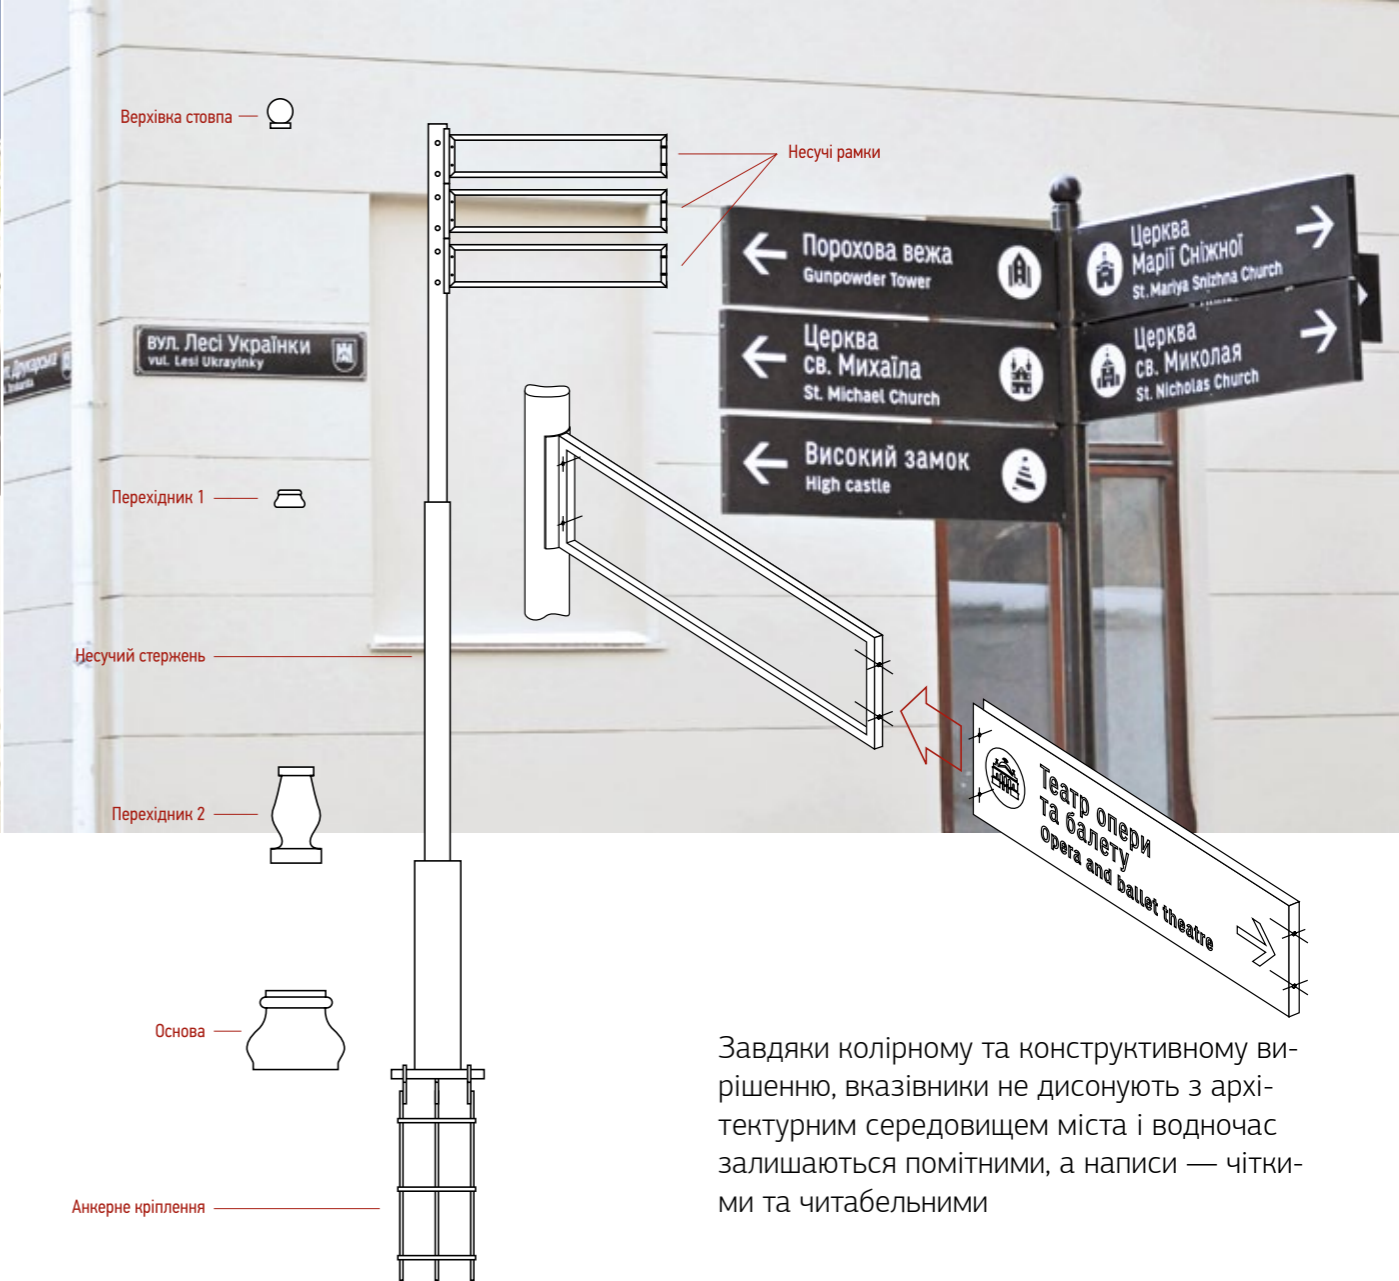 Верхівка стовпа
Несучі рамки
Порохова вежа
Gunpowder Tower
Церква
Марії Сніжної
St. Mariya Snizhna Church
Церква
св. Михаїла
St. Michael Church
Церква
св. Миколая
St. Nicholas Church
Високий замок
High castle
вул. Лесі Українки
vul. Lesi Ukrayinky
Друкарська
Перехідник 1
Несучий стержень
Перехідник 2
Театр опери
та балету
Opera and ballet theatre
Основа
Анкерне кріплення
Завдяки колірному та конструктивному ви-
рішенню, вказівники не дисонують з архі-
тектурним середовищем міста і водночас
залишаються помітними, а написи — чітки-
ми та читабельними